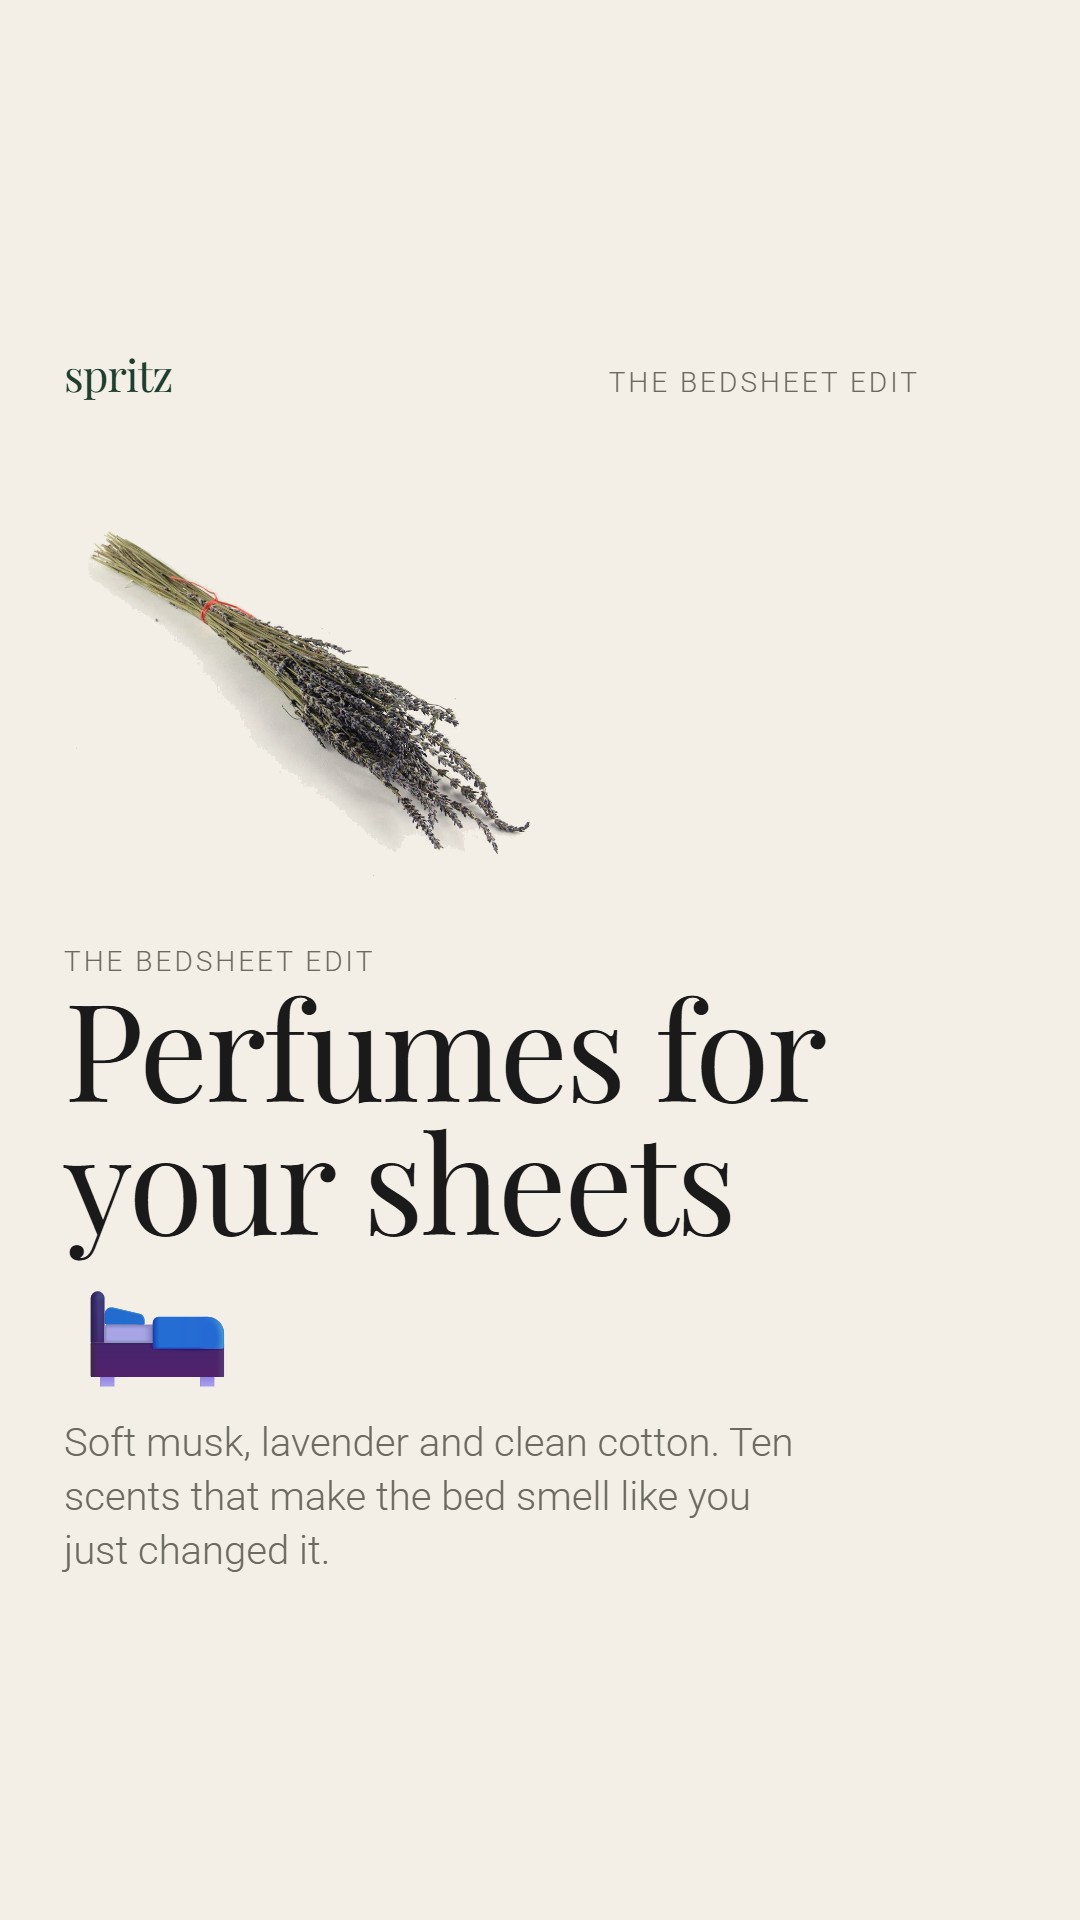 spritz
THE BEDSHEET EDIT
THE BEDSHEET EDIT
Perfumes for
your sheets
Soft musk, lavender and clean cotton. Ten
scents that make the bed smell like you
just changed it.